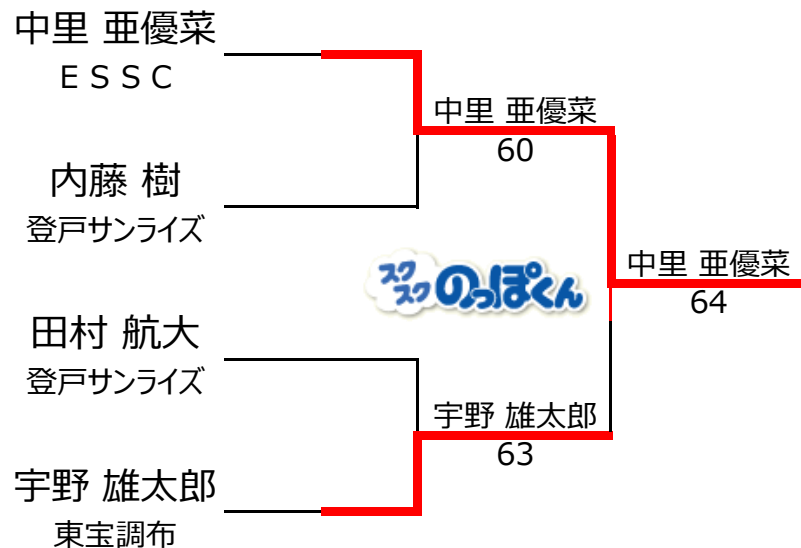 中里 亜優菜
ＥＳＳＣ
中里 亜優菜
60
内藤 樹
登戸サンライズ
スク
スク のっぽくん
中里 亜優菜
64
田村 航大
登戸サンライズ
宇野 雄太郎
63
宇野 雄太郎
東宝調布